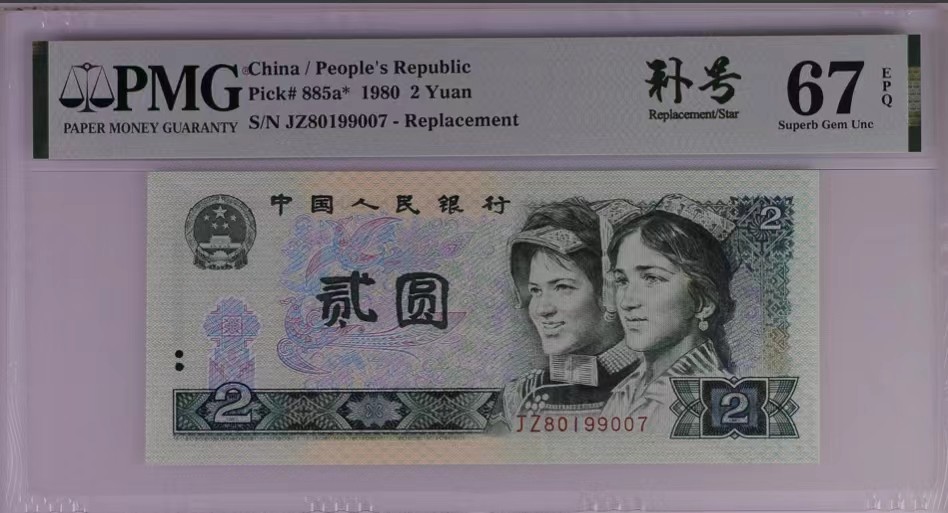 PMG®
PAPER MONEY GUARANTY
China / People's Republic
Pick# 885a* 1980 2 Yuan
S/N JZ80199007 - Replacement
补号
Replacement/Star
67
EPQ
Superb Gem Unc
中国人民银行
2
贰圆
2
2
JZ80199007